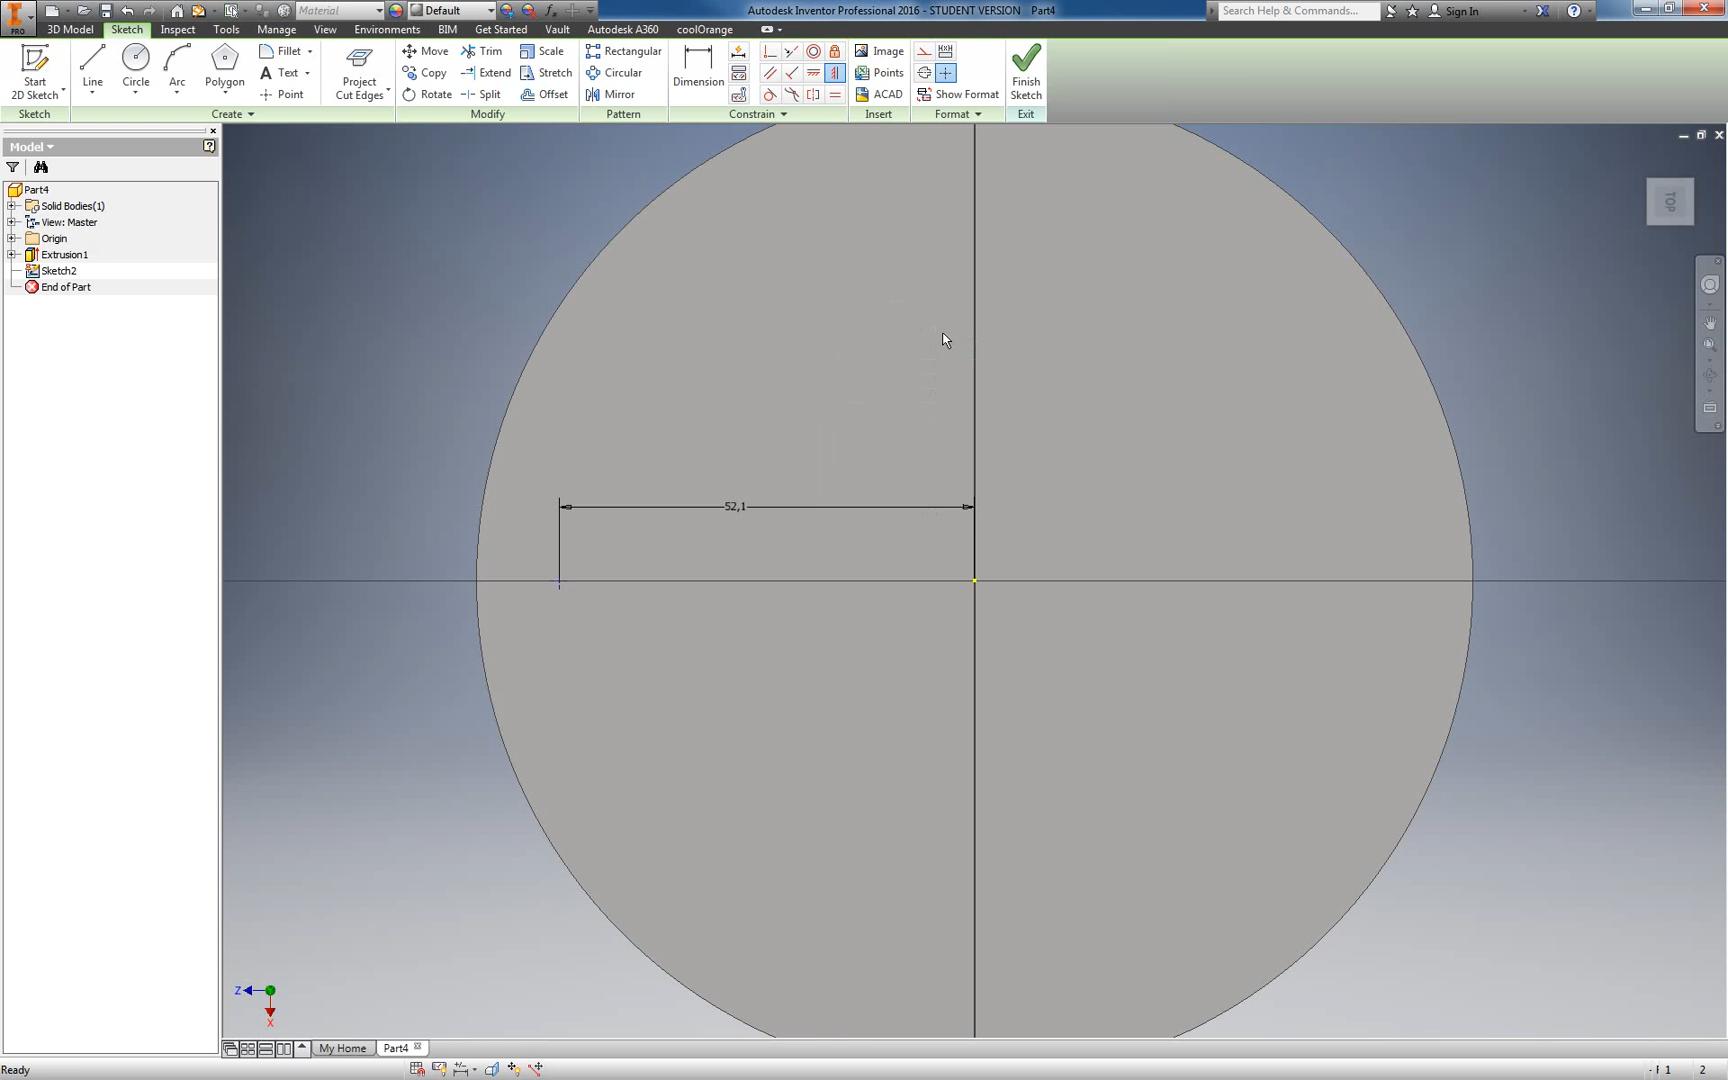 Material
Default
Autodesk Inventor Professional 2016 - STUDENT VERSION Part4
Search Help & Commands...
Sign In
PRO
3D Model Sketch Inspect Tools Manage View Environments BIM Get Started Vault Autodesk A360 coolOrange
Start
2D Sketch
Line
Circle
Arc
Polygon
Fillet
Text
Point
Project
Cut Edges
Move
Copy
Rotate
Trim
Extend
Split
Scale
Stretch
Offset
Rectangular
Circular
Mirror
Dimension
Image
Points
ACAD
Show Format
Finish
Sketch
Sketch Create Modify Pattern Constrain Insert Format Exit
Model
Part4
Solid Bodies(1)
View: Master
Origin
Extrusion1
Sketch2
End of Part
TOP
52,1
Z
X
My Home Part4
Ready
1 2